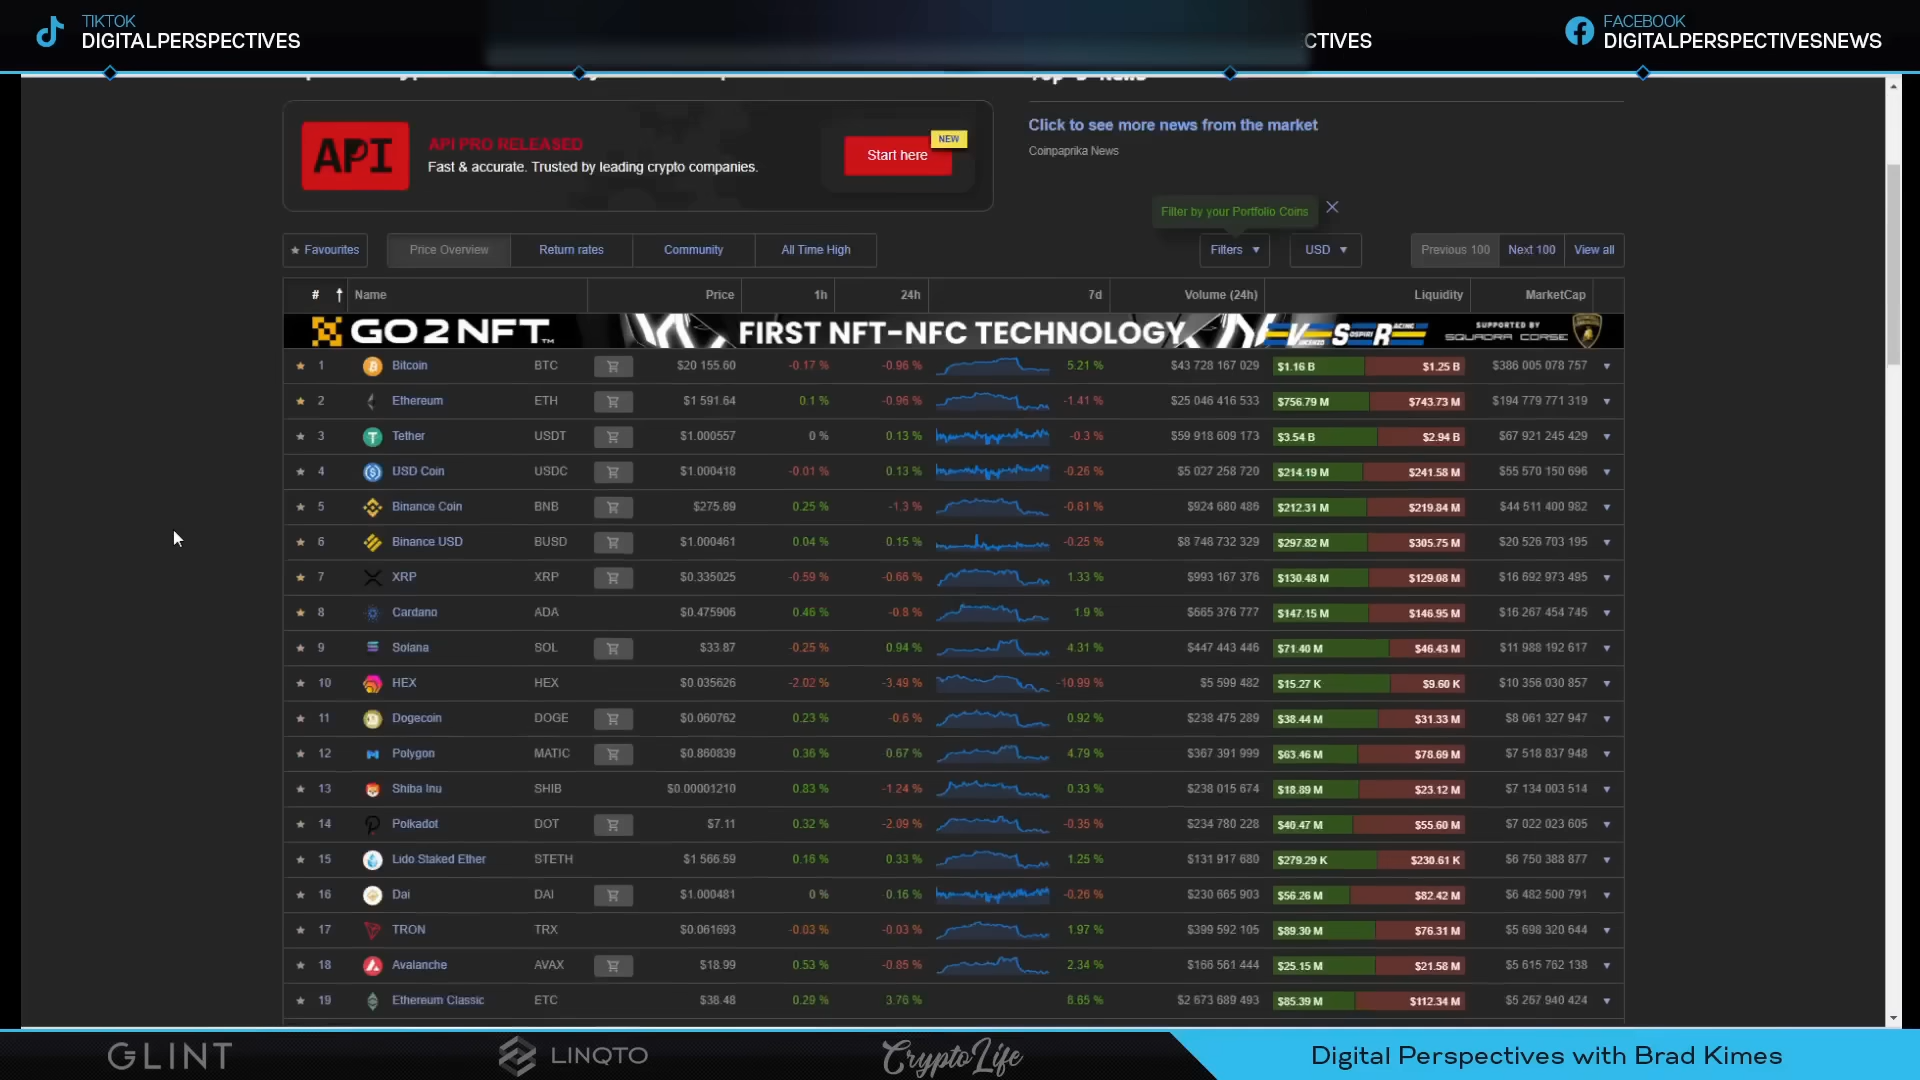 TIKTOK
DIGITALPERSPECTIVES
CTIVES
FACEBOOK
DIGITALPERSPECTIVESNEWS
API
API PRO RELEASED
Fast & accurate. Trusted by leading crypto companies.
Start here
NEW
Click to see more news from the market
Coinpaprika News
Filter by your Portfolio Coins
Favourites Price Overview Return rates Community All Time High Filters USD Previous 100 Next 100 View all
# Name Price 1h 24h 7d Volume (24h) Liquidity MarketCap
GO2NFT™ FIRST NFT-NFC TECHNOLOGY VSR RACING SUPPORTED BY SQUADRA CORSE
1 Bitcoin BTC $20 155.60 -0.17 % -0.96 % 5.21 % $43 728 167 029 $1.16 B $1.25 B $386 005 078 757
2 Ethereum ETH $1 591.64 0.1 % -0.96 % -1.41 % $25 046 416 533 $756.79 M $743.73 M $194 779 771 319
3 Tether USDT $1.000557 0 % 0.13 % -0.3 % $59 918 609 173 $3.54 B $2.94 B $67 921 245 429
4 USD Coin USDC $1.000418 -0.01 % 0.13 % -0.26 % $5 027 258 720 $214.19 M $241.58 M $55 570 150 696
5 Binance Coin BNB $275.89 0.25 % -1.3 % -0.61 % $924 680 486 $212.31 M $219.84 M $44 511 400 982
6 Binance USD BUSD $1.000461 0.04 % 0.15 % -0.25 % $8 748 732 329 $297.82 M $305.75 M $20 526 703 195
7 XRP XRP $0.335025 -0.59 % -0.66 % 1.33 % $993 167 376 $130.48 M $129.08 M $16 692 973 495
8 Cardano ADA $0.475906 0.46 % -0.8 % 1.9 % $665 376 777 $147.15 M $146.95 M $16 267 454 745
9 Solana SOL $33.87 -0.25 % 0.94 % 4.31 % $447 443 446 $71.40 M $46.43 M $11 988 192 617
10 HEX HEX $0.035626 -2.02 % -3.49 % -10.99 % $5 599 482 $15.27 K $9.60 K $10 356 030 857
11 Dogecoin DOGE $0.060762 0.23 % -0.6 % 0.92 % $238 475 289 $38.44 M $31.33 M $8 061 327 947
12 Polygon MATIC $0.860839 0.36 % 0.67 % 4.79 % $367 391 999 $63.46 M $78.69 M $7 518 837 948
13 Shiba Inu SHIB $0.00001210 0.83 % -1.24 % 0.33 % $238 015 674 $18.89 M $23.12 M $7 134 003 514
14 Polkadot DOT $7.11 0.32 % -2.09 % -0.35 % $234 780 228 $40.47 M $55.60 M $7 022 023 605
15 Lido Staked Ether STETH $1 566.59 0.16 % 0.33 % 1.25 % $131 917 680 $279.29 K $230.61 K $6 750 388 877
16 Dai DAI $1.000481 0 % 0.16 % -0.26 % $230 665 903 $56.26 M $82.42 M $6 482 500 791
17 TRON TRX $0.061693 -0.03 % -0.03 % 1.97 % $399 592 105 $89.30 M $76.31 M $5 698 320 644
18 Avalanche AVAX $18.99 0.53 % -0.85 % 2.34 % $166 561 444 $25.15 M $21.58 M $5 615 762 138
19 Ethereum Classic ETC $38.48 0.29 % 3.76 % 8.65 % $2 673 689 493 $85.39 M $112.34 M $5 267 940 424
GLINT LINQTO CryptoLife Digital Perspectives with Brad Kimes